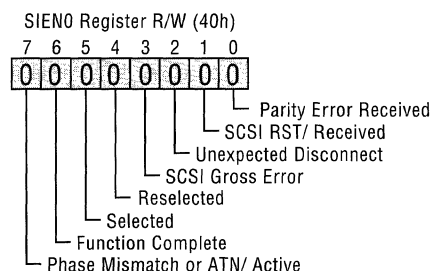 SIEN0 Register R/W (40h)
7 6 5 4 3 2 1 0
0 0 0 0 0 0 0 0
Parity Error Received
SCSI RST/ Received
Unexpected Disconnect
SCSI Gross Error
Reselected
Selected
Function Complete
Phase Mismatch or ATN/ Active